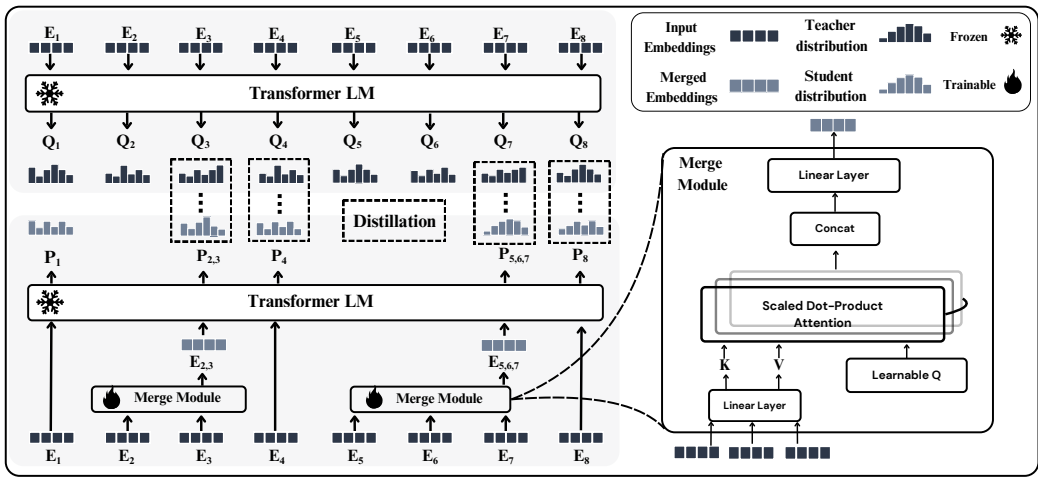 E1 E2 E3 E4 E5 E6 E7 E8
Transformer LM
Q1 Q2 Q3 Q4 Q5 Q6 Q7 Q8
Distillation
P1 P2,3 P4 P5,6,7 P8
Transformer LM
E2,3 E5,6,7
Merge Module Merge Module
E1 E2 E3 E4 E5 E6 E7 E8
Input Teacher
Embeddings distribution Frozen
Merged Student
Embeddings distribution Trainable
Merge
Module
Linear Layer
Concat
Scaled Dot-Product
Attention
K V
Learnable Q
Linear Layer